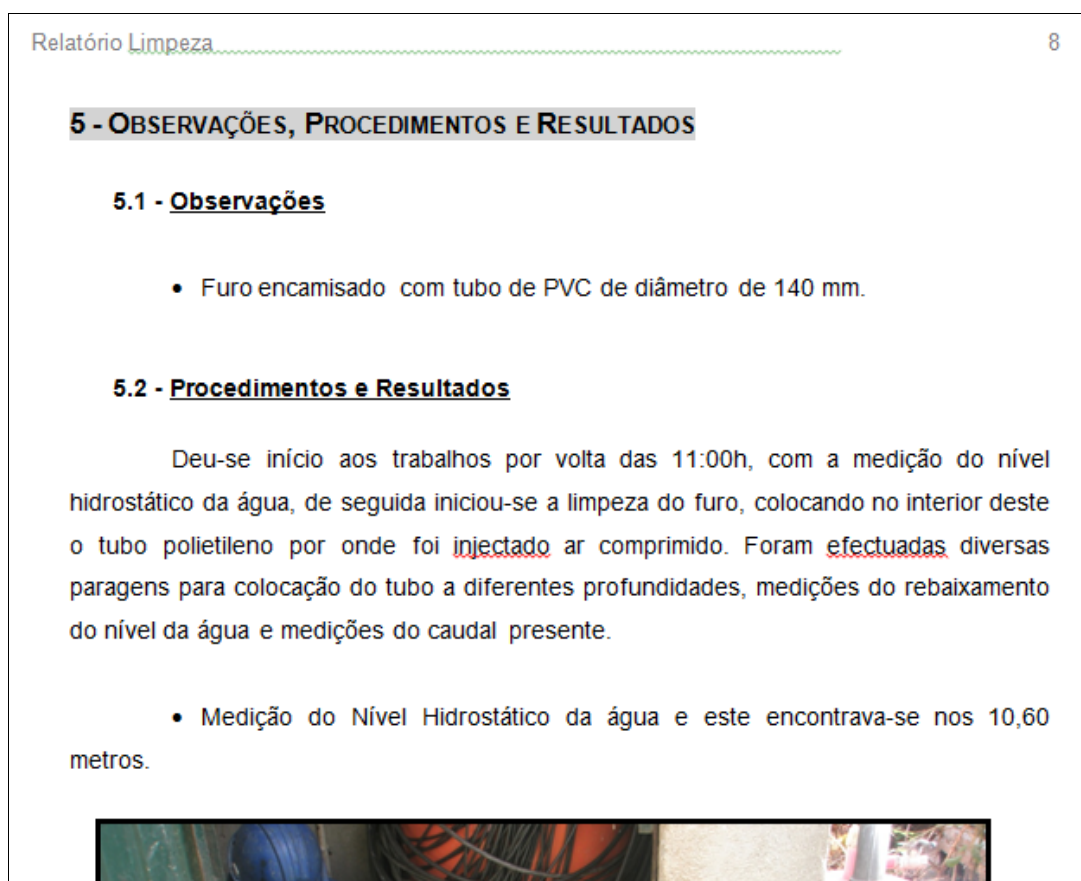 Relatório Limpeza 8
5 - OBSERVAÇÕES, PROCEDIMENTOS E RESULTADOS
5.1 - Observações
• Furo encamisado com tubo de PVC de diâmetro de 140 mm.
5.2 - Procedimentos e Resultados
Deu-se início aos trabalhos por volta das 11:00h, com a medição do nível
hidrostático da água, de seguida iniciou-se a limpeza do furo, colocando no interior deste
o tubo polietileno por onde foi injectado ar comprimido. Foram efectuadas diversas
paragens para colocação do tubo a diferentes profundidades, medições do rebaixamento
do nível da água e medições do caudal presente.
• Medição do Nível Hidrostático da água e este encontrava-se nos 10,60
metros.